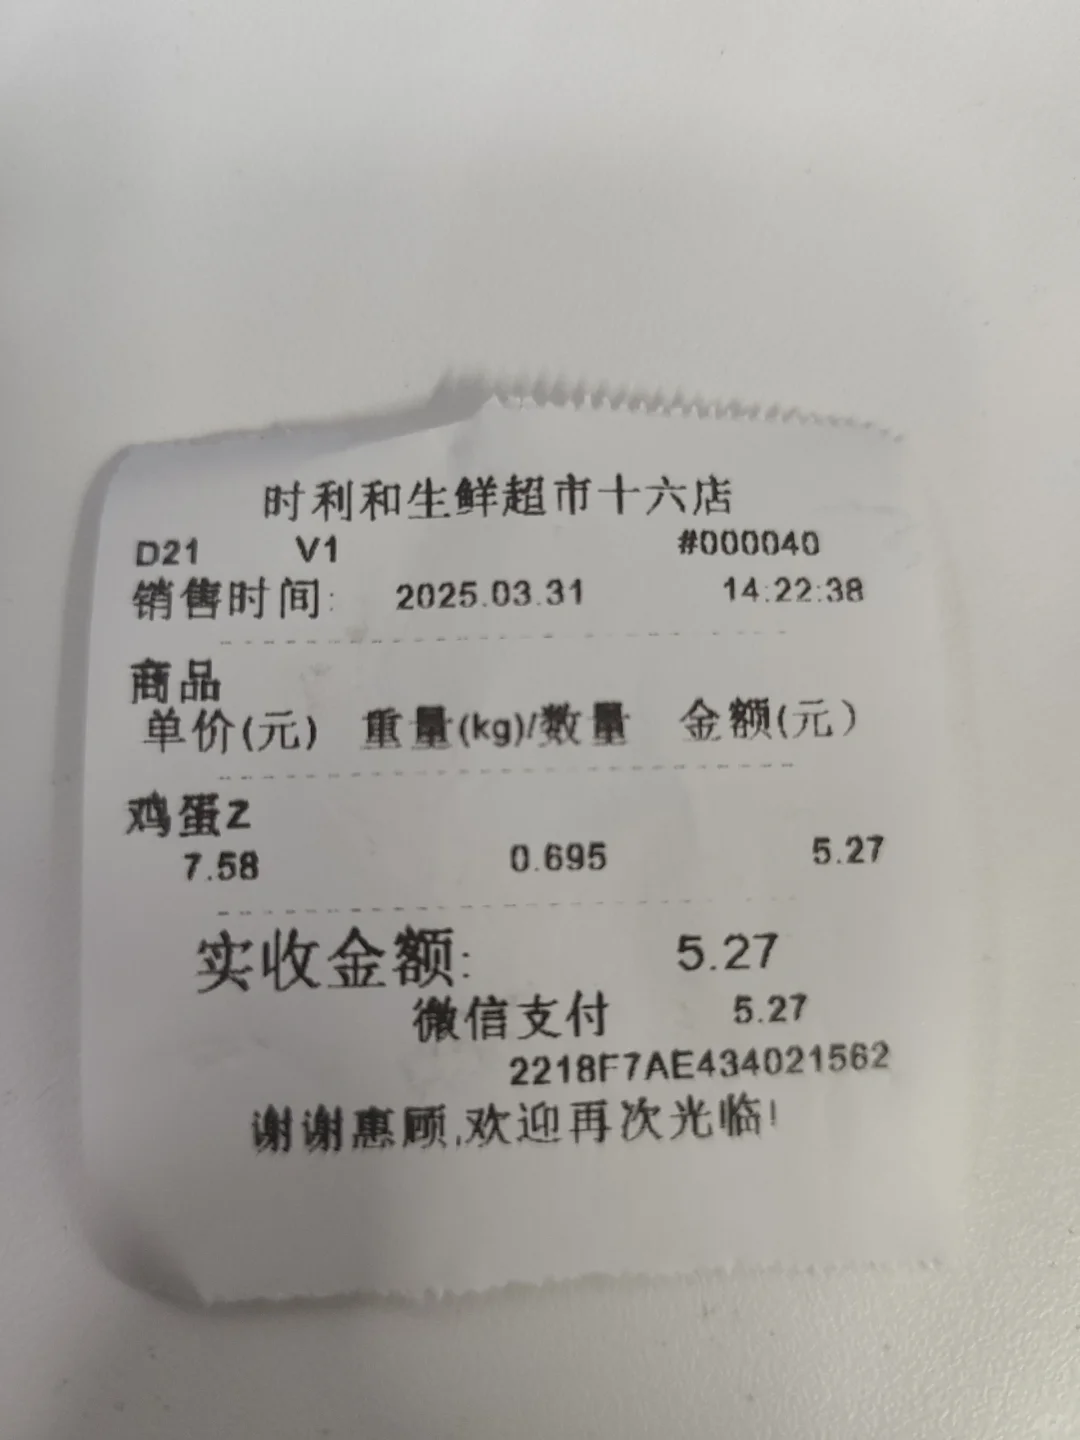 时利和生鲜超市十六店
D21 V1 #000040
销售时间: 2025.03.31 14:22:38
商品
单价(元) 重量(kg)/数量 金额(元)
鸡蛋Z
7.58 0.695 5.27
实收金额: 5.27
微信支付 5.27
2218F7AE434021562
谢谢惠顾,欢迎再次光临!